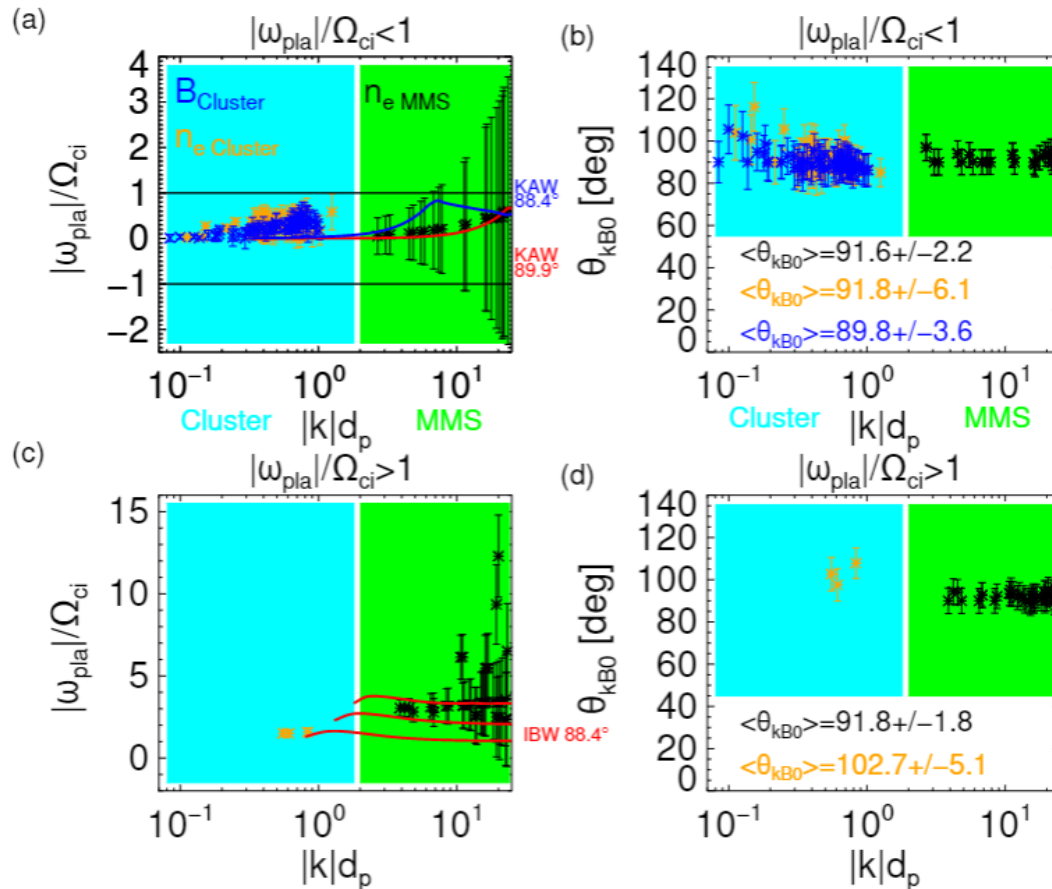 (a)
|ω_pla|/Ω_ci<1
|ω_pla|/Ω_ci
4
3
2
1
0
−1
−2
B_Cluster
n_e Cluster
n_e MMS
KAW
88.4°
KAW
89.9°
10^−1
10^0
10^1
Cluster
|k|d_p
MMS
(b)
|ω_pla|/Ω_ci<1
θ_kB0 [deg]
140
120
100
80
60
40
20
0
<θ_kB0>=91.6+/−2.2
<θ_kB0>=91.8+/−6.1
<θ_kB0>=89.8+/−3.6
10^−1
10^0
10^1
Cluster
|k|d_p
MMS
(c)
|ω_pla|/Ω_ci>1
|ω_pla|/Ω_ci
15
10
5
0
IBW 88.4°
10^−1
10^0
10^1
|k|d_p
(d)
|ω_pla|/Ω_ci>1
θ_kB0 [deg]
140
120
100
80
60
40
20
0
<θ_kB0>=91.8+/−1.8
<θ_kB0>=102.7+/−5.1
10^−1
10^0
10^1
|k|d_p